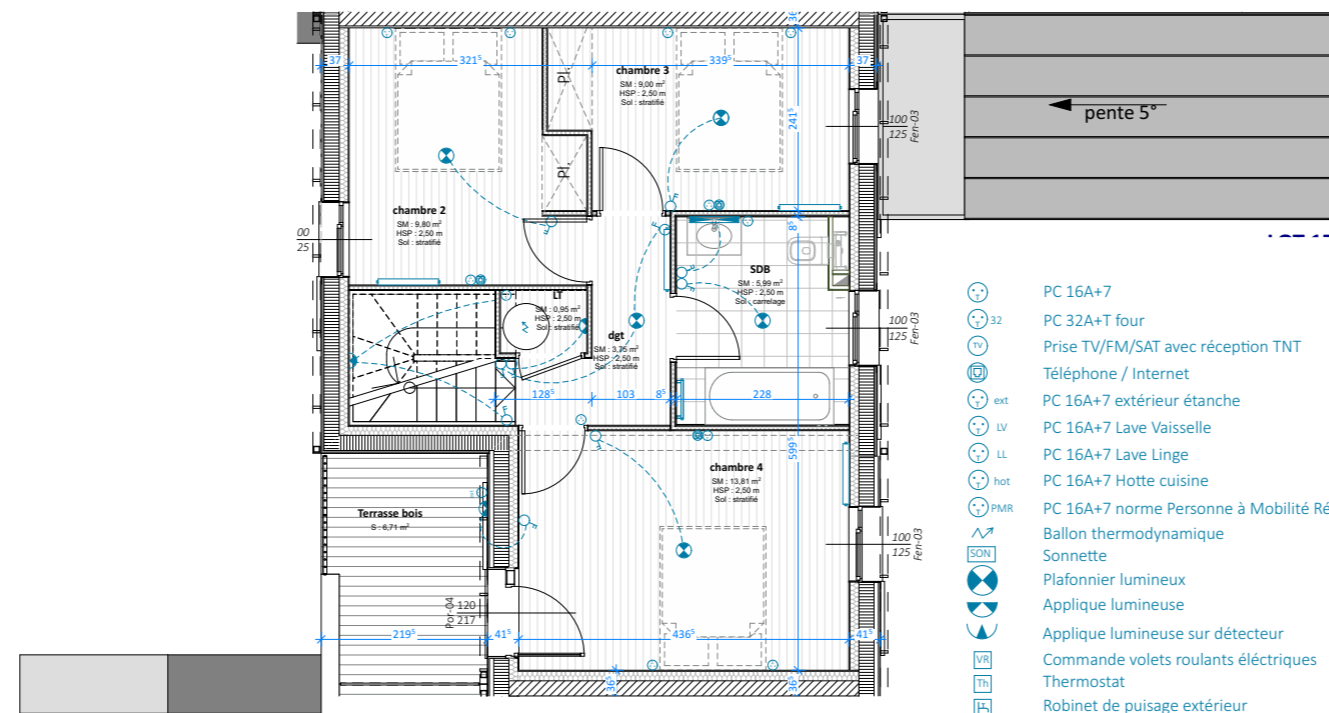 36⁵
37
321⁵
339⁵
37
chambre 3
SM : 9,00 m²
HSP : 2,50 m
Sol : stratifié
Pl.
Pl.
241⁵
100
125
Fen-03
pente 5°
chambre 2
SM : 9,80 m²
HSP : 2,50 m
Sol : stratifié
00
25
8⁵
SDB
SM : 5,99 m²
HSP : 2,50 m
Sol : carrelage
LT
SM : 0,95 m²
HSP : 2,50 m
Sol : stratifié
dgt
SM : 3,75 m²
HSP : 2,50 m
Sol : stratifié
100
125
Fen-03
128⁵
103
8⁵
228
599⁵
chambre 4
SM : 13,81 m²
HSP : 2,50 m
Sol : stratifié
Terrasse bois
S : 6,71 m²
100
125
Fen-03
Por-04
120
217
219⁵
41⁵
436⁵
41⁵
36⁵
36⁵
PC 16A+7
32 PC 32A+T four
TV Prise TV/FM/SAT avec réception TNT
Téléphone / Internet
ext PC 16A+7 extérieur étanche
LV PC 16A+7 Lave Vaisselle
LL PC 16A+7 Lave Linge
hot PC 16A+7 Hotte cuisine
PMR PC 16A+7 norme Personne à Mobilité Ré
Ballon thermodynamique
SON Sonnette
Plafonnier lumineux
Applique lumineuse
Applique lumineuse sur détecteur
VR Commande volets roulants éléctriques
Th Thermostat
Robinet de puisage extérieur